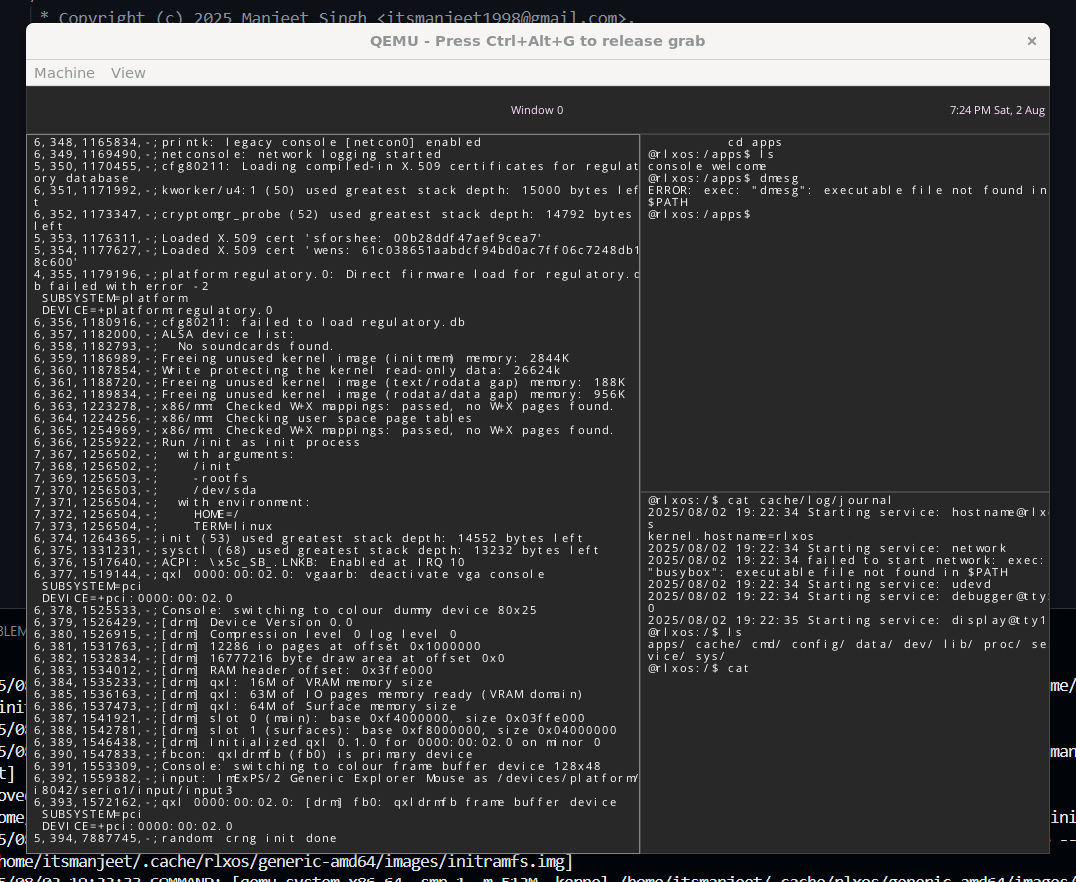 * Copyright (c) 2025 Manjeet Singh <itsmanjeet1998@gmail.com>.
QEMU - Press Ctrl+Alt+G to release grab
×
Machine View
Window 0
7:24 PM Sat, 2 Aug
6,348,1165834,-;printk: legacy console [netcon0] enabled
6,349,1169490,-;netconsole: network logging started
6,350,1170455,-;cfg80211: Loading compiled-in X.509 certificates for regulat
ory database
6,351,1171992,-;kworker/u4:1 (50) used greatest stack depth: 15000 bytes lef
t
6,352,1173347,-;cryptomgr_probe (52) used greatest stack depth: 14792 bytes
left
5,353,1176311,-;Loaded X.509 cert 'sforshee: 00b28ddf47aef9cea7'
5,354,1177627,-;Loaded X.509 cert 'wens: 61c038651aabdcf94bd0ac7ff06c7248db1
8c600'
4,355,1179196,-;platform regulatory.0: Direct firmware load for regulatory.d
b failed with error -2
SUBSYSTEM=platform
DEVICE=+platform:regulatory.0
6,356,1180916,-;cfg80211: failed to load regulatory.db
6,357,1182000,-;ALSA device list:
6,358,1182793,-;  No soundcards found.
6,359,1186989,-;Freeing unused kernel image (initmem) memory: 2844K
6,360,1187854,-;Write protecting the kernel read-only data: 26624k
6,361,1188720,-;Freeing unused kernel image (text/rodata gap) memory: 188K
6,362,1189834,-;Freeing unused kernel image (rodata/data gap) memory: 956K
6,363,1223278,-;x86/mm: Checked W+X mappings: passed, no W+X pages found.
6,364,1224256,-;x86/mm: Checking user space page tables
6,365,1254969,-;x86/mm: Checked W+X mappings: passed, no W+X pages found.
6,366,1255922,-;Run /init as init process
7,367,1256502,-;  with arguments:
7,368,1256502,-;    /init
7,369,1256503,-;    -rootfs
7,370,1256503,-;    /dev/sda
7,371,1256504,-;  with environment:
7,372,1256504,-;    HOME=/
7,373,1256504,-;    TERM=linux
6,374,1264365,-;init (53) used greatest stack depth: 14552 bytes left
6,375,1331231,-;sysctl (68) used greatest stack depth: 13232 bytes left
6,376,1517640,-;ACPI: \x5c_SB_.LNKB: Enabled at IRQ 10
6,377,1519144,-;qxl 0000:00:02.0: vgaarb: deactivate vga console
SUBSYSTEM=pci
DEVICE=+pci:0000:00:02.0
6,378,1525533,-;Console: switching to colour dummy device 80x25
6,379,1526429,-;[drm] Device Version 0.0
6,380,1526915,-;[drm] Compression level 0 log level 0
6,381,1531763,-;[drm] 12286 io pages at offset 0x1000000
6,382,1532834,-;[drm] 16777216 byte draw area at offset 0x0
6,383,1534012,-;[drm] RAM header offset: 0x3ffe000
6,384,1535233,-;[drm] qxl: 16M of VRAM memory size
6,385,1536163,-;[drm] qxl: 63M of IO pages memory ready (VRAM domain)
6,386,1537473,-;[drm] qxl: 64M of Surface memory size
6,387,1541921,-;[drm] slot 0 (main): base 0xf4000000, size 0x03ffe000
6,388,1542781,-;[drm] slot 1 (surfaces): base 0xf8000000, size 0x04000000
6,389,1546438,-;[drm] Initialized qxl 0.1.0 for 0000:00:02.0 on minor 0
6,390,1547833,-;fbcon: qxldrmfb (fb0) is primary device
6,391,1553309,-;Console: switching to colour frame buffer device 128x48
6,392,1559382,-;input: ImExPS/2 Generic Explorer Mouse as /devices/platform/
i8042/serio1/input/input3
6,393,1572162,-;qxl 0000:00:02.0: [drm] fb0: qxldrmfb frame buffer device
SUBSYSTEM=pci
DEVICE=+pci:0000:00:02.0
5,394,7887745,-;random: crng init done
cd apps
@rlxos:/apps$ ls
console welcome
@rlxos:/apps$ dmesg
ERROR: exec: "dmesg": executable file not found in
$PATH
@rlxos:/apps$
@rlxos:/$ cat cache/log/journal
2025/08/02 19:22:34 Starting service: hostname@rlxo
s
kernel.hostname=rlxos
2025/08/02 19:22:34 Starting service: network
2025/08/02 19:22:34 failed to start network: exec:
"busybox": executable file not found in $PATH
2025/08/02 19:22:34 Starting service: udevd
2025/08/02 19:22:34 Starting service: debugger@tty
0
2025/08/02 19:22:35 Starting service: display@tty1
@rlxos:/$ ls
apps/ cache/ cmd/ config/ data/ dev/ lib/ proc/ se
vice/ sys/
@rlxos:/$ cat
home/itsmanjeet/.cache/rlxos/generic-amd64/images/initramfs.img]